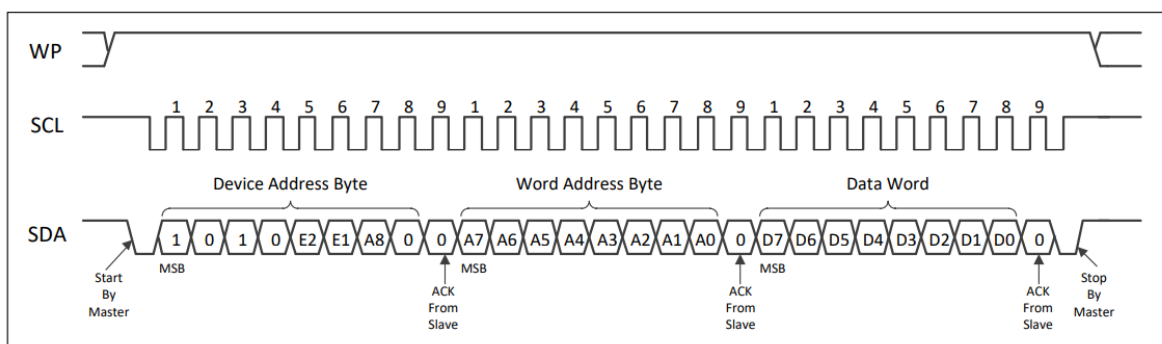 WP
SCL
1 2 3 4 5 6 7 8 9 1 2 3 4 5 6 7 8 9 1 2 3 4 5 6 7 8 9
Device Address Byte Word Address Byte Data Word
SDA
1 0 1 0 E2 E1 A8 0 0 A7 A6 A5 A4 A3 A2 A1 A0 0 D7 D6 D5 D4 D3 D2 D1 D0 0
MSB MSB MSB
Start
By
Master
ACK
From
Slave
ACK
From
Slave
ACK
From
Slave
Stop
By
Master